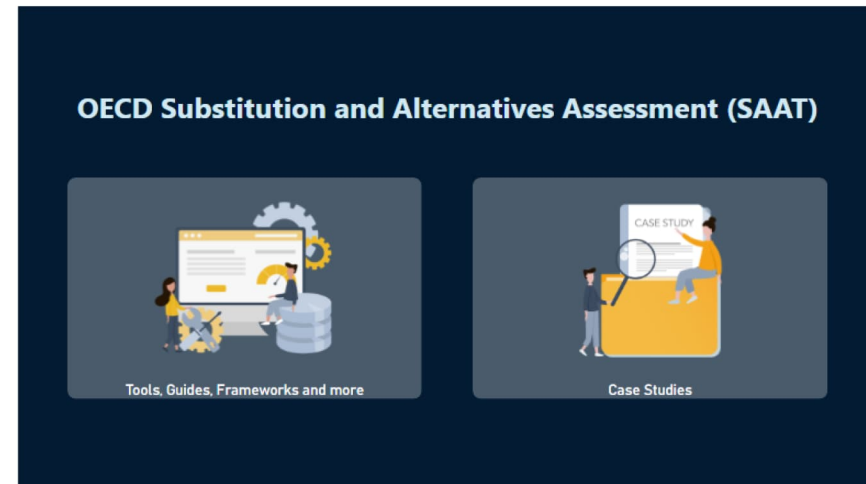 OECD Substitution and Alternatives Assessment (SAAT)
CASE STUDY
Tools, Guides, Frameworks and more
Case Studies